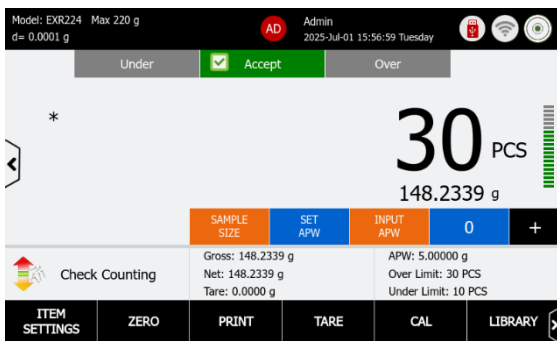 Model: EXR224 Max 220 g
d= 0.0001 g
AD
Admin
2025-Jul-01 15:56:59 Tuesday
Under
Accept
Over
*
30 PCS
148.2339 g
SAMPLE
SIZE
SET
APW
INPUT
APW
0
+
Check Counting
Gross: 148.2339 g
Net: 148.2339 g
Tare: 0.0000 g
APW: 5.00000 g
Over Limit: 30 PCS
Under Limit: 10 PCS
ITEM
SETTINGS
ZERO
PRINT
TARE
CAL
LIBRARY